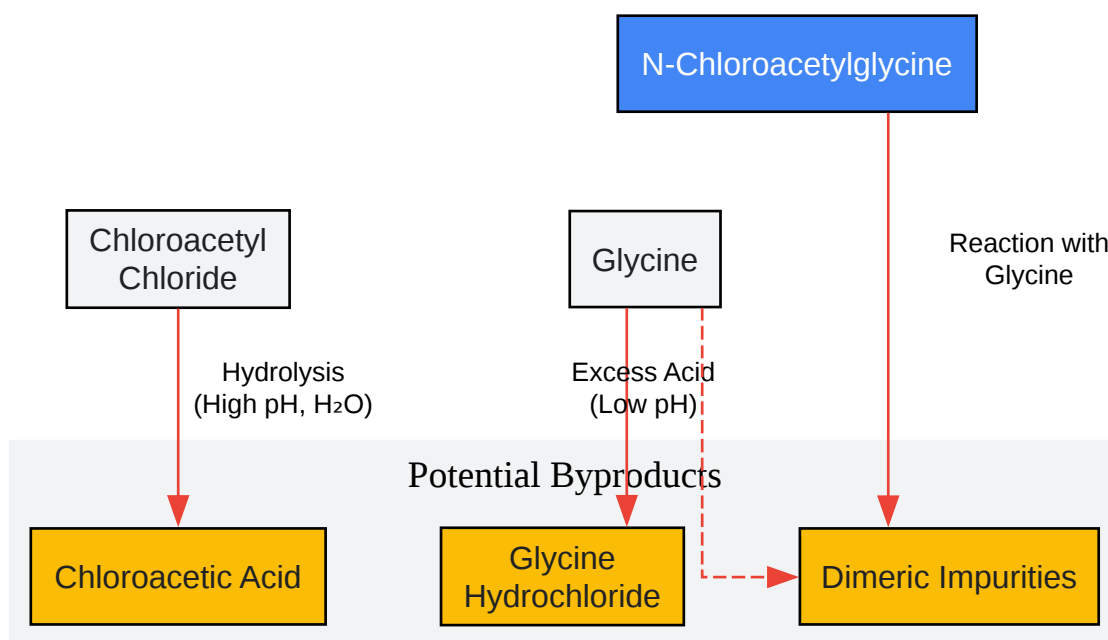 N-Chloroacetylglycine
Chloroacetyl
Chloride
Glycine
Reaction with
Glycine
Hydrolysis
(High pH, H₂O)
Excess Acid
(Low pH)
Potential Byproducts
Chloroacetic Acid
Glycine
Hydrochloride
Dimeric Impurities